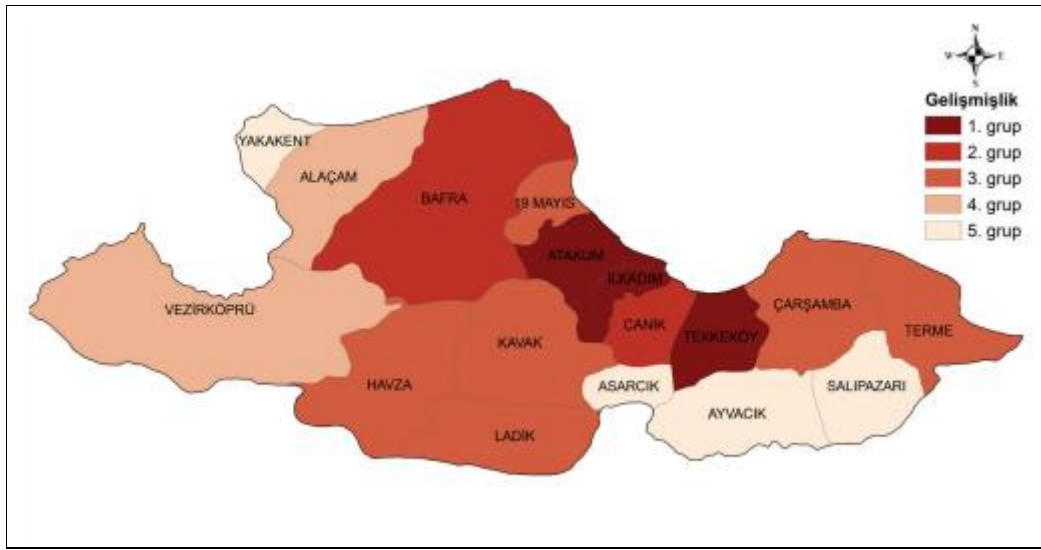 N
W E
S
Gelişmişlik
1. grup
2. grup
3. grup
4. grup
5. grup
YAKAKENT
ALAÇAM
BAFRA
19 MAYIS
ATAKUM
İLKADIM
VEZİRKÖPRÜ
CANİK
TEKKEKÖY
ÇARŞAMBA
TERME
KAVAK
HAVZA
ASARCIK
SALIPAZARI
AYVACIK
LADİK